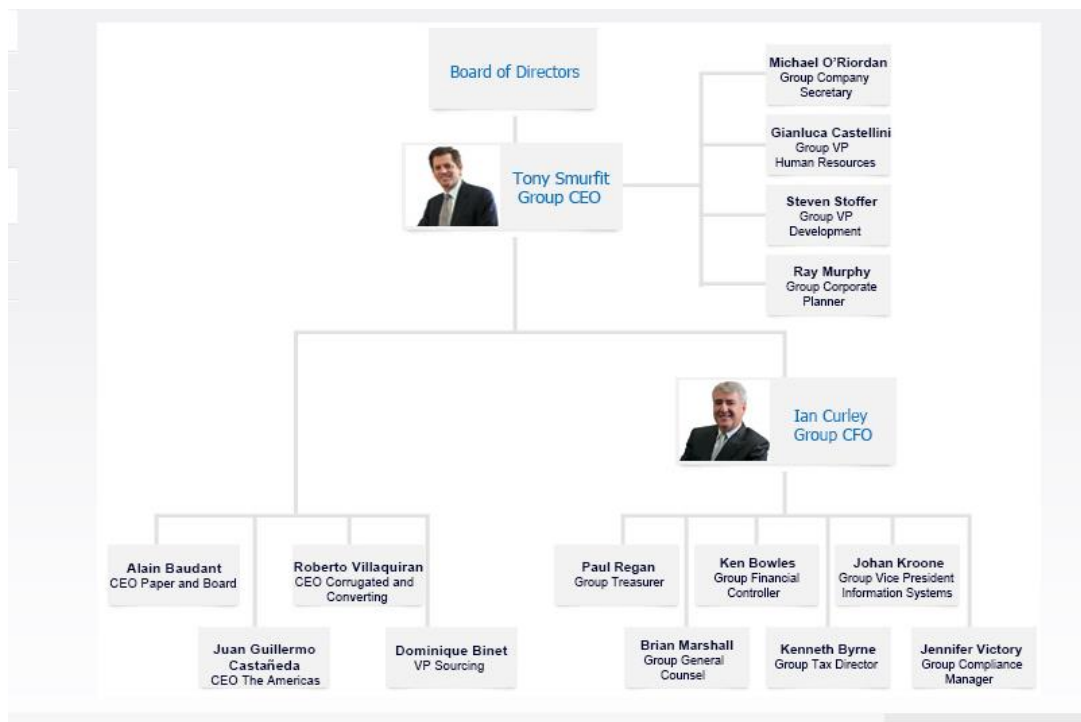 Board of Directors
Michael O'Riordan
Group Company
Secretary
Gianluca Castellini
Group VP
Human Resources
Tony Smurfit
Group CEO
Steven Stoffer
Group VP
Development
Ray Murphy
Group Corporate
Planner
Ian Curley
Group CFO
Alain Baudant
CEO Paper and Board
Roberto Villaquiran
CEO Corrugated and
Converting
Juan Guillermo
Castañeda
CEO The Americas
Dominique Binet
VP Sourcing
Paul Regan
Group Treasurer
Ken Bowles
Group Financial
Controller
Johan Kroone
Group Vice President
Information Systems
Brian Marshall
Group General
Counsel
Kenneth Byrne
Group Tax Director
Jennifer Victory
Group Compliance
Manager